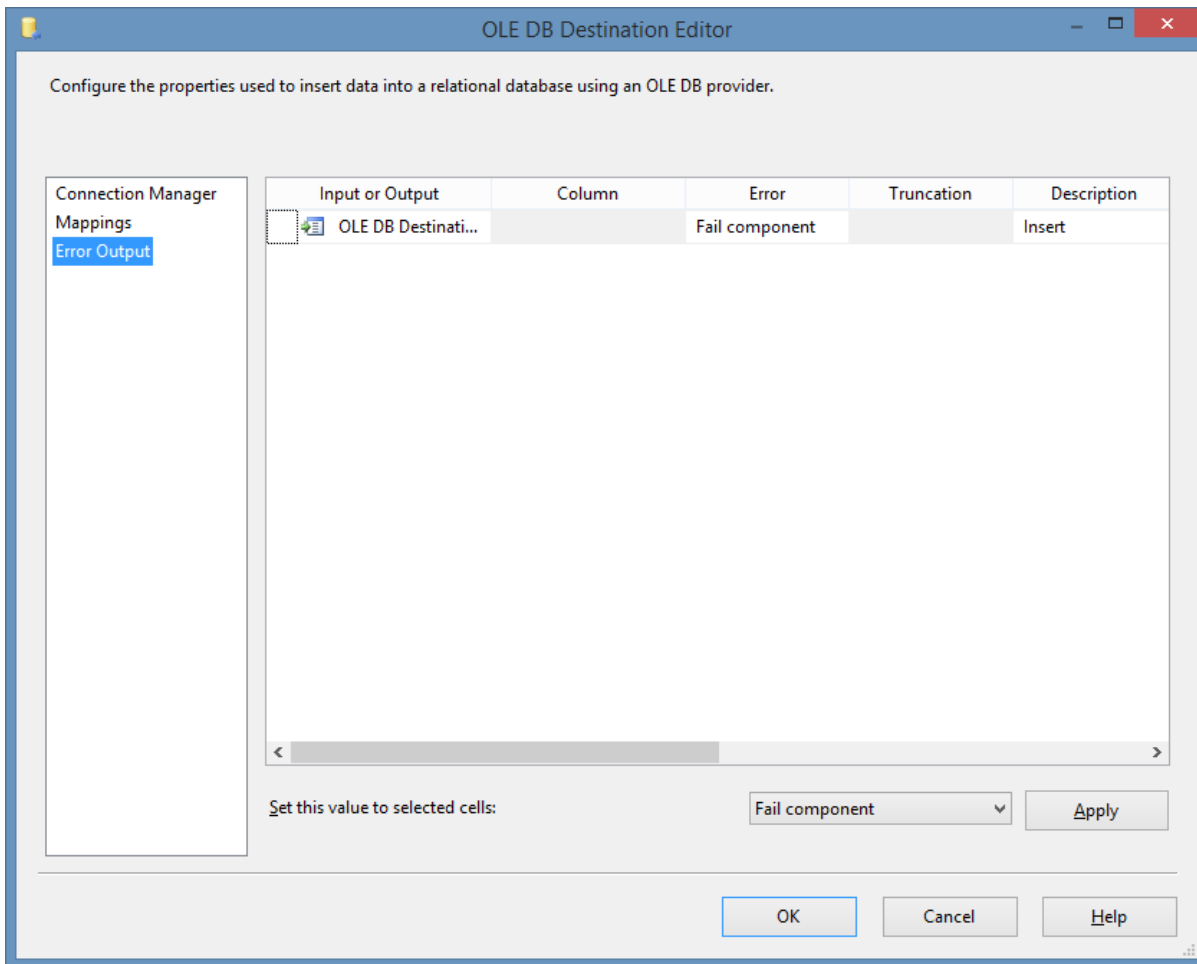 OLE DB Destination Editor
Configure the properties used to insert data into a relational database using an OLE DB provider.
Connection Manager
Mappings
Error Output
Input or Output Column Error Truncation Description
OLE DB Destinati... Fail component Insert
Set this value to selected cells: Fail component Apply
OK Cancel Help